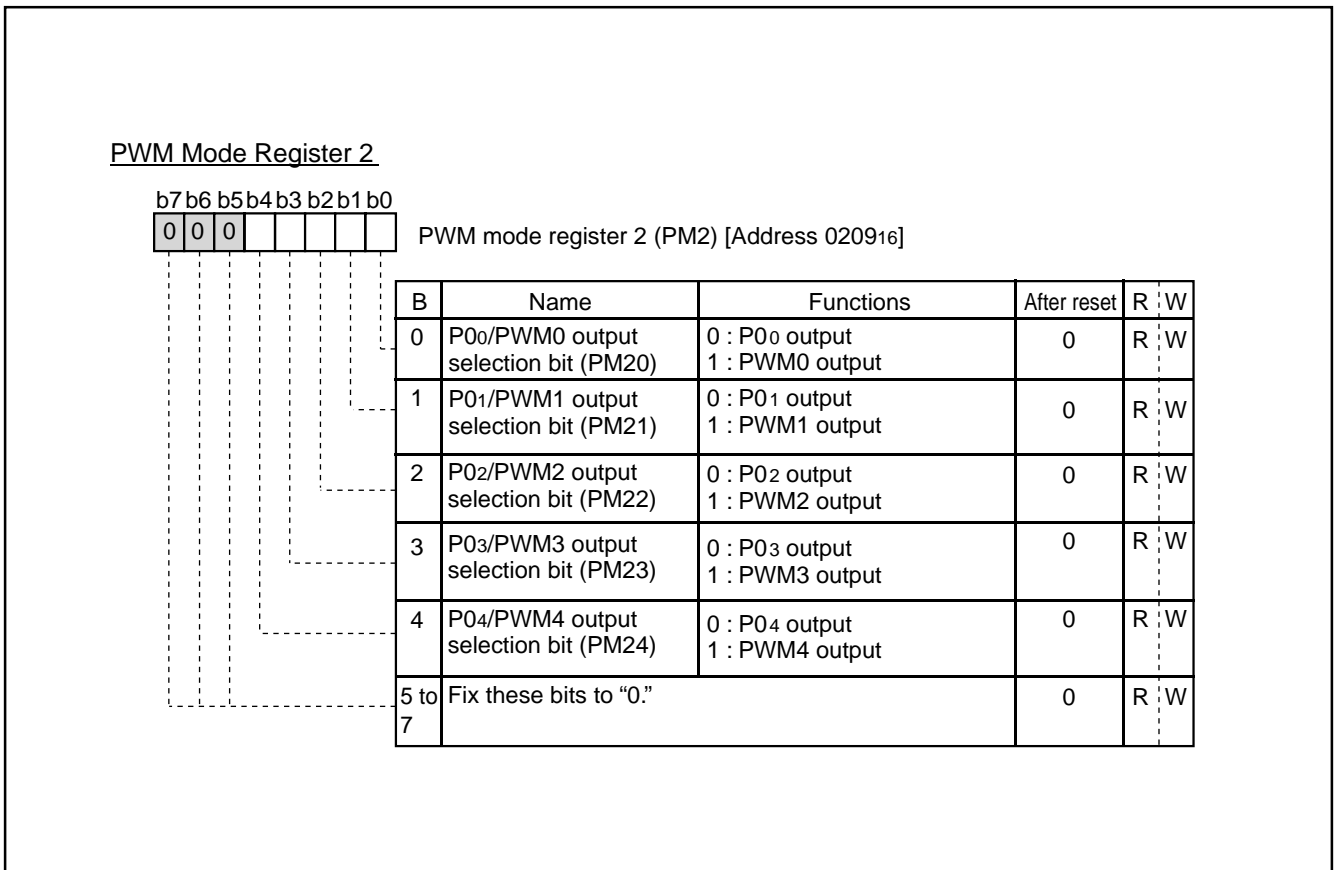 PWM Mode Register 2
b7 b6 b5 b4 b3 b2 b1 b0
0 0 0
PWM mode register 2 (PM2) [Address 020916]
B Name Functions After reset R W
0 P00/PWM0 output selection bit (PM20) 0 : P00 output 1 : PWM0 output 0 R W
1 P01/PWM1 output selection bit (PM21) 0 : P01 output 1 : PWM1 output 0 R W
2 P02/PWM2 output selection bit (PM22) 0 : P02 output 1 : PWM2 output 0 R W
3 P03/PWM3 output selection bit (PM23) 0 : P03 output 1 : PWM3 output 0 R W
4 P04/PWM4 output selection bit (PM24) 0 : P04 output 1 : PWM4 output 0 R W
5 to 7 Fix these bits to “0.” 0 R W